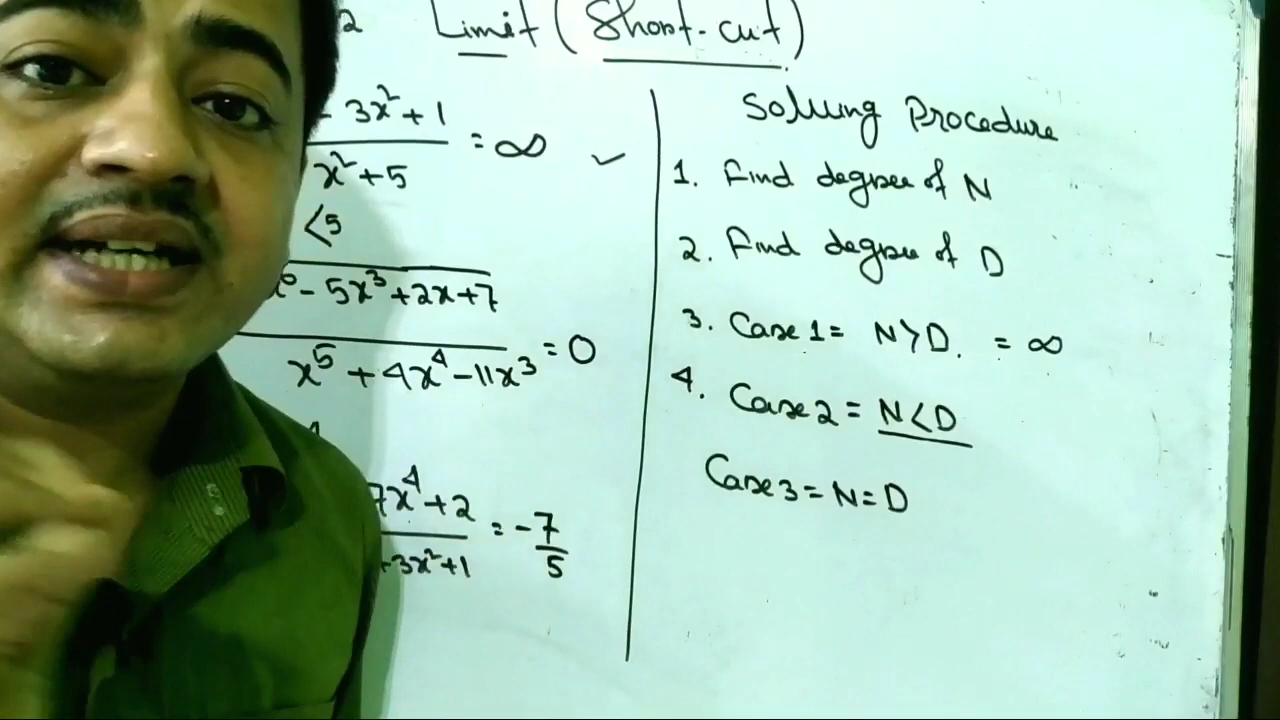 2 Limit (Short-cut)
- 3x² + 1
x² + 5
= ∞ ✓
< 5
- 5x³ + 2x + 7
x⁵ + 4x⁴ - 11x³
= 0
7x⁴ + 2
+ 3x² + 1
= - 7
5
Solving Procedure
1. Find degree of N
2. Find degree of D
3. Case 1 = N > D. = ∞
4. Case 2 = N < D
Case 3 = N = D